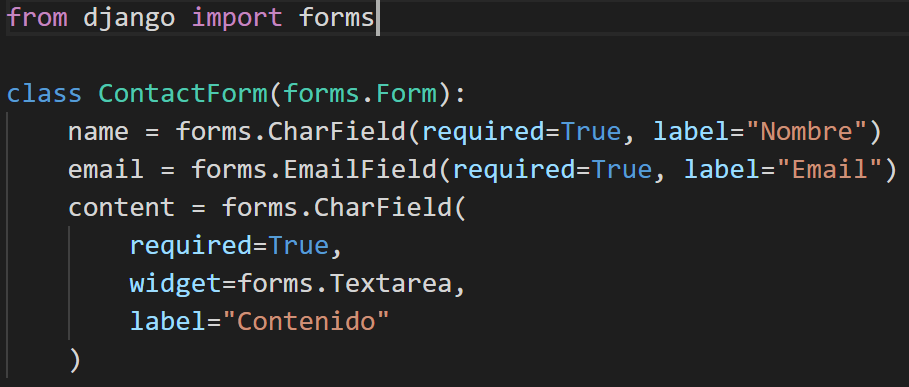 from django import forms
class ContactForm(forms.Form):
name = forms.CharField(required=True, label="Nombre")
email = forms.EmailField(required=True, label="Email")
content = forms.CharField(
required=True,
widget=forms.Textarea,
label="Contenido"
)